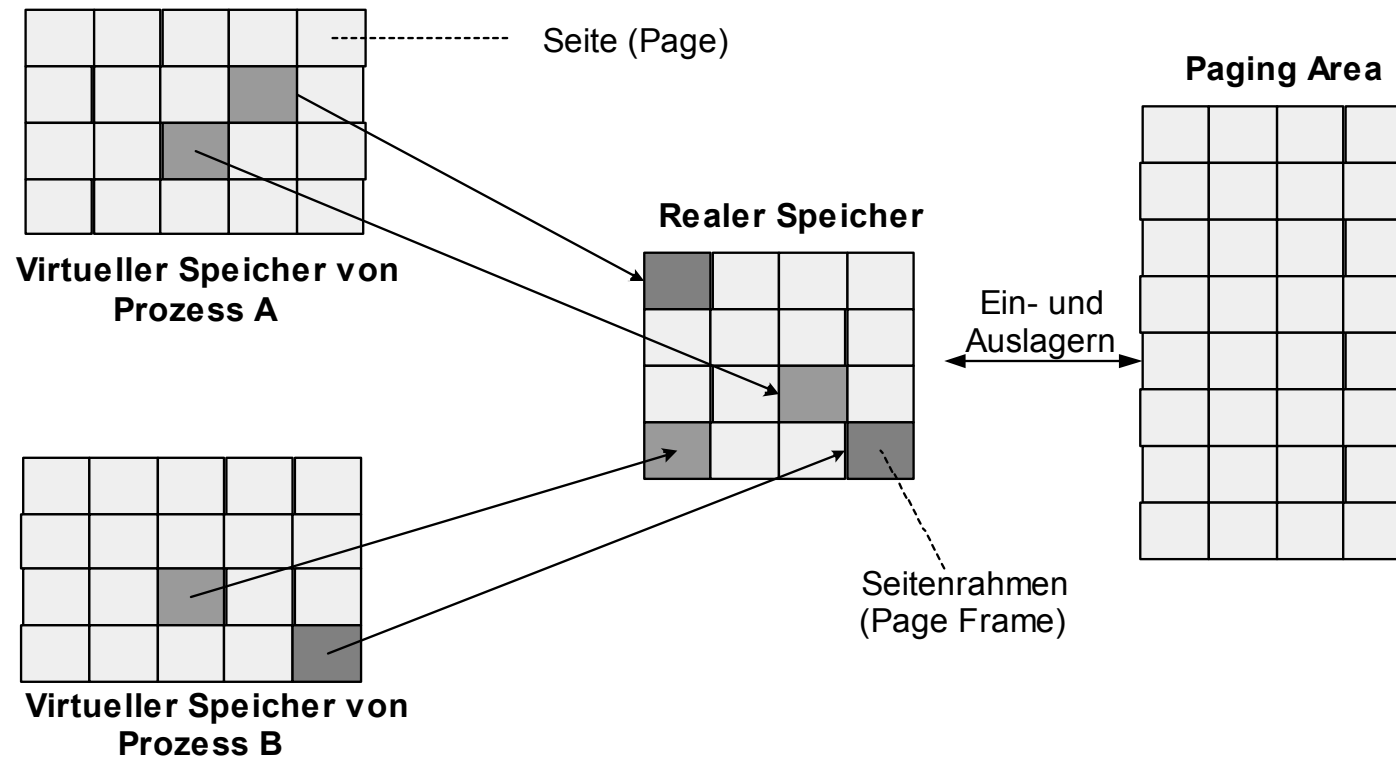 Seite (Page)
Paging Area
Realer Speicher
Virtueller Speicher von
Prozess A
Ein- und
Auslagern
Seitenrahmen
(Page Frame)
Virtueller Speicher von
Prozess B